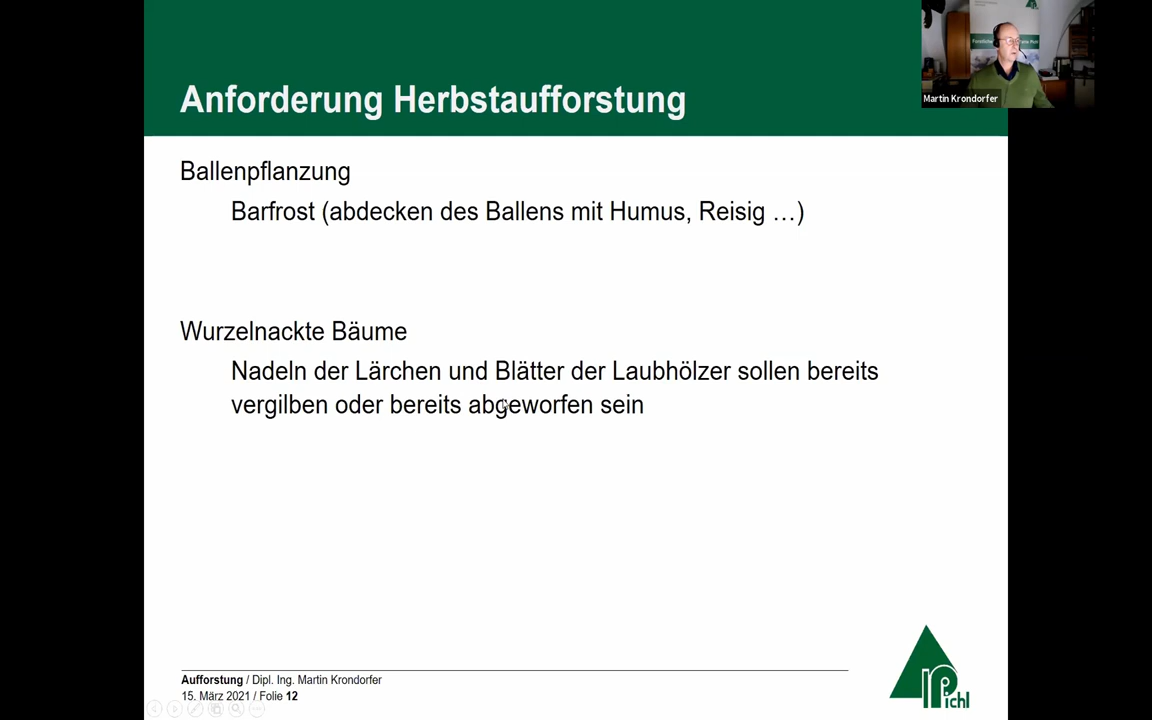 Anforderung Herbstaufforstung
Martin Krondorfer
Ballenpflanzung
Barfrost (abdecken des Ballens mit Humus, Reisig …)
Wurzelnackte Bäume
Nadeln der Lärchen und Blätter der Laubhölzer sollen bereits
vergilben oder bereits abgeworfen sein
Aufforstung / Dipl. Ing. Martin Krondorfer
15. März 2021 / Folie 12
Pichl